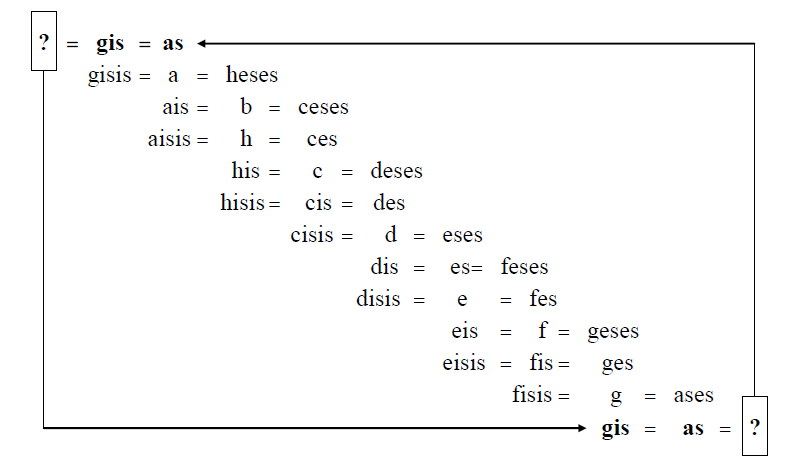 ? = gis = as
gisis = a = heses
ais = b = ceses
aisis = h = ces
his = c = deses
hisis = cis = des
cisis = d = eses
dis = es= feses
disis = e = fes
eis = f = geses
eisis = fis = ges
fisis = g = ases
gis = as = ?